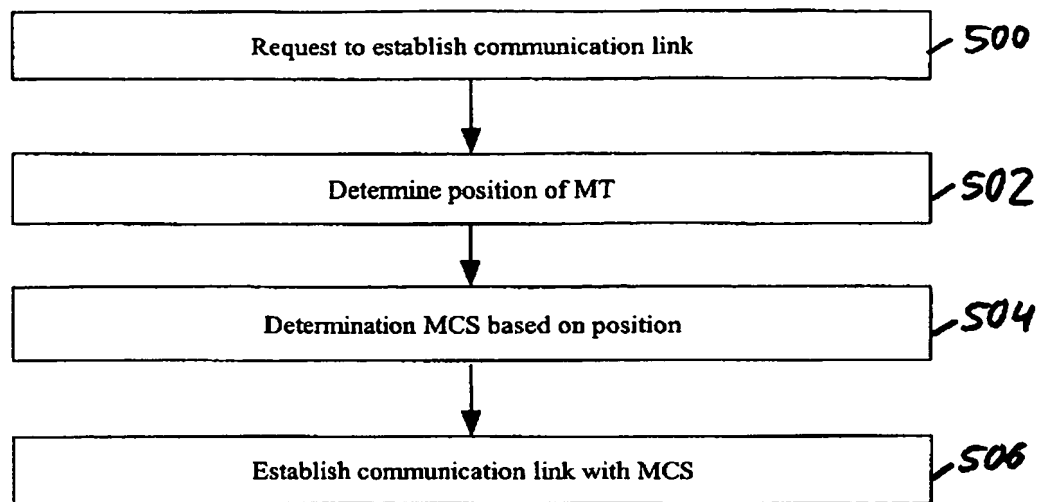 Request to establish communication link 500
Determine position of MT 502
Determination MCS based on position 504
Establish communication link with MCS 506